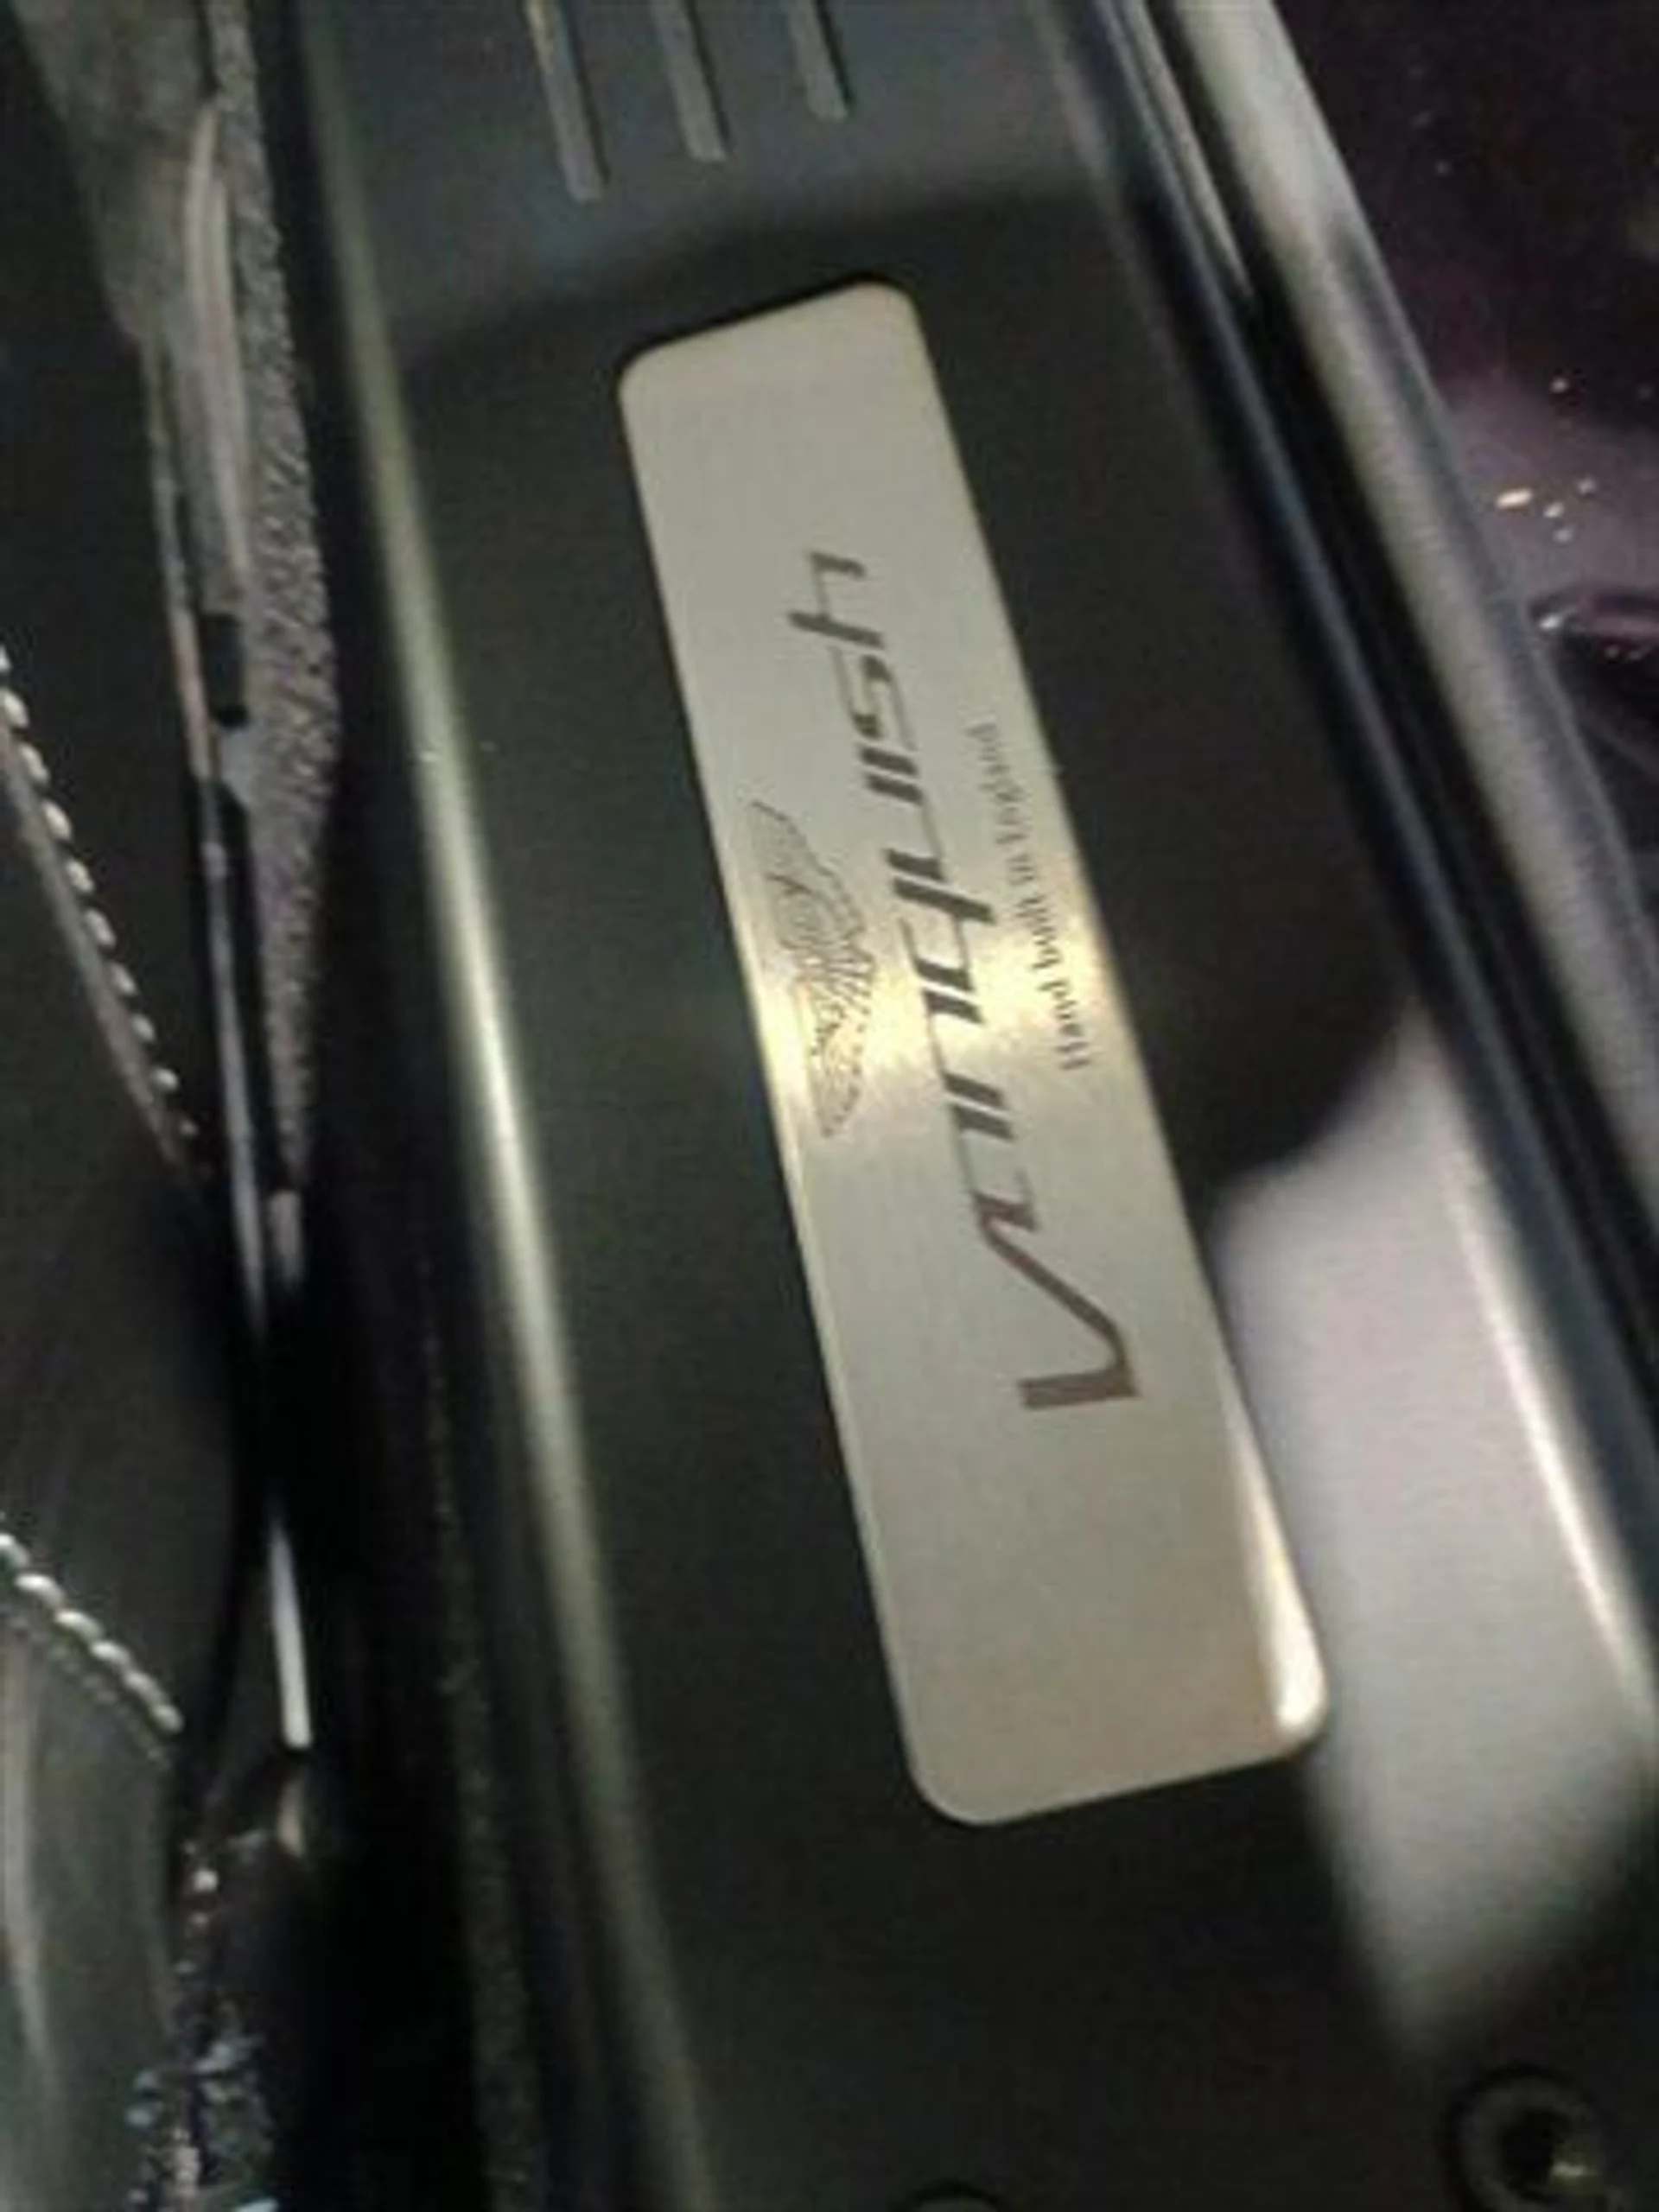 Vanquish
Hand built in England